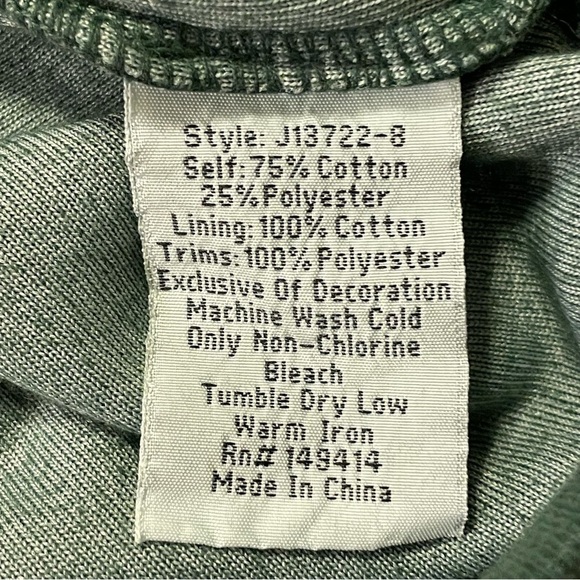 Style: J13722-8
Self:75% Cotton
25%Polyester
Lining:100% Cotton
Trims:100%Polyester
Exclusive Of Decoration
Machine Wash Cold
Only Non-Chlorine
Bleach
Tumble Dry Low
Warm Iron
Rn# 149414
Made In China